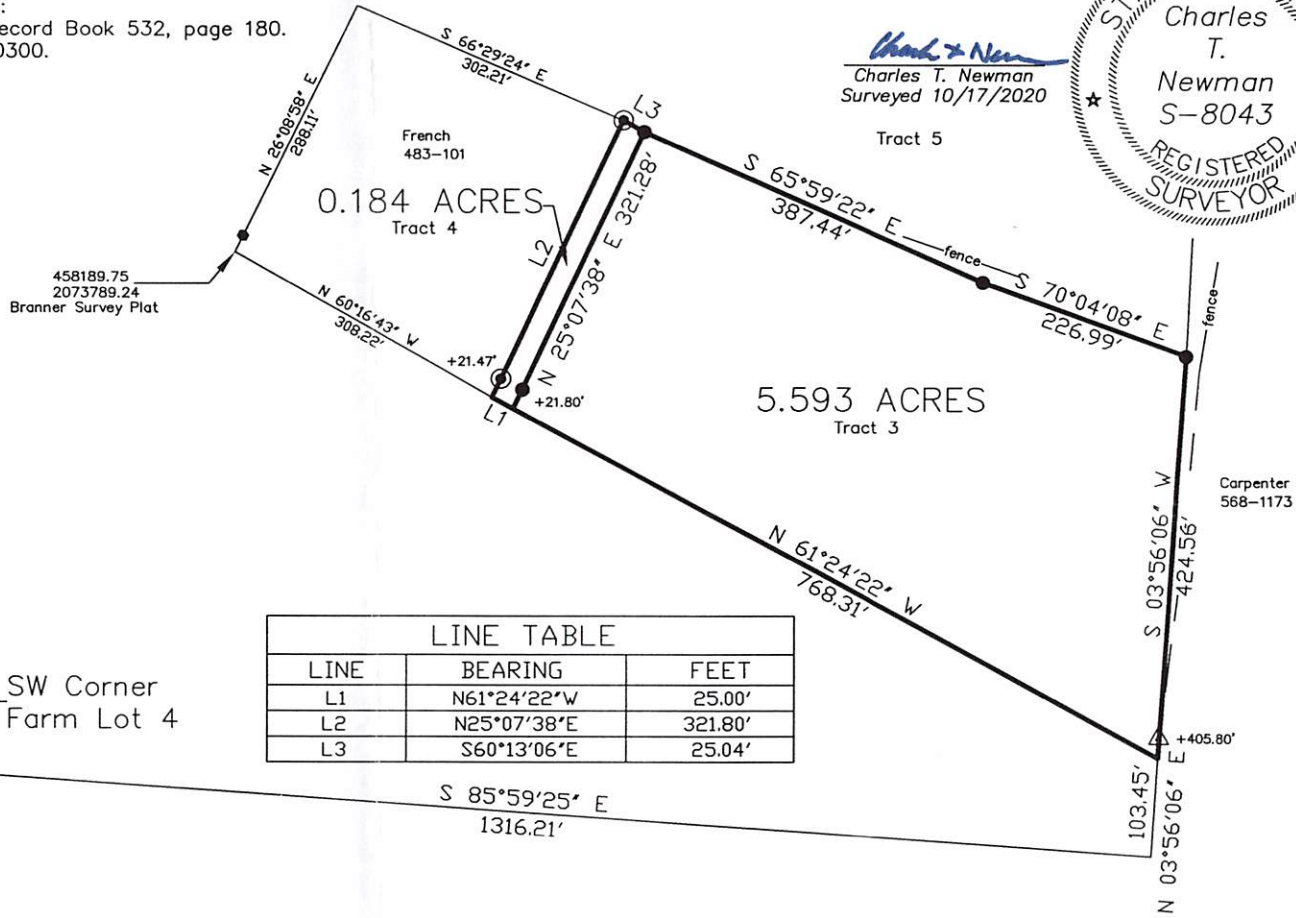 :
ecord Book 532, page 180.
0300.
S 66°29'24" E
302.21'
N 26°08'58" E
288.11'
French
483-101
0.184 ACRES
Tract 4
458189.75
2073789.24
Branner Survey Plat
N 60°16'43" W
308.22'
L3
L2
N 25°07'38" E 321.28'
+21.47'
+21.80'
L1
Charles T. Newman
Surveyed 10/17/2020
Tract 5
Charles
T.
Newman
S-8043
REGISTERED
SURVEYOR
S 65°59'22" E
387.44'
fence
S 70°04'08" E
226.99'
fence
5.593 ACRES
Tract 3
Carpenter
568-1173
S 03°56'06" W
424.56'
N 61°24'22" W
768.31'
+405.80'
103.45'
N 03°56'06" E
SW Corner
Farm Lot 4
LINE TABLE
LINE BEARING FEET
L1 N61°24'22"W 25.00'
L2 N25°07'38"E 321.80'
L3 S60°13'06"E 25.04'
S 85°59'25" E
1316.21'